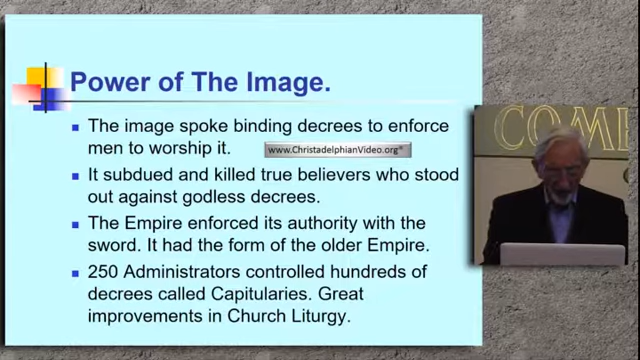 Power of The Image.
The image spoke binding decrees to enforce
men to worship it.
www.ChristadelphianVideo.org
It subdued and killed true believers who stood
out against godless decrees.
The Empire enforced its authority with the
sword. It had the form of the older Empire.
250 Administrators controlled hundreds of
decrees called Capitularies. Great
improvements in Church Liturgy.
COME